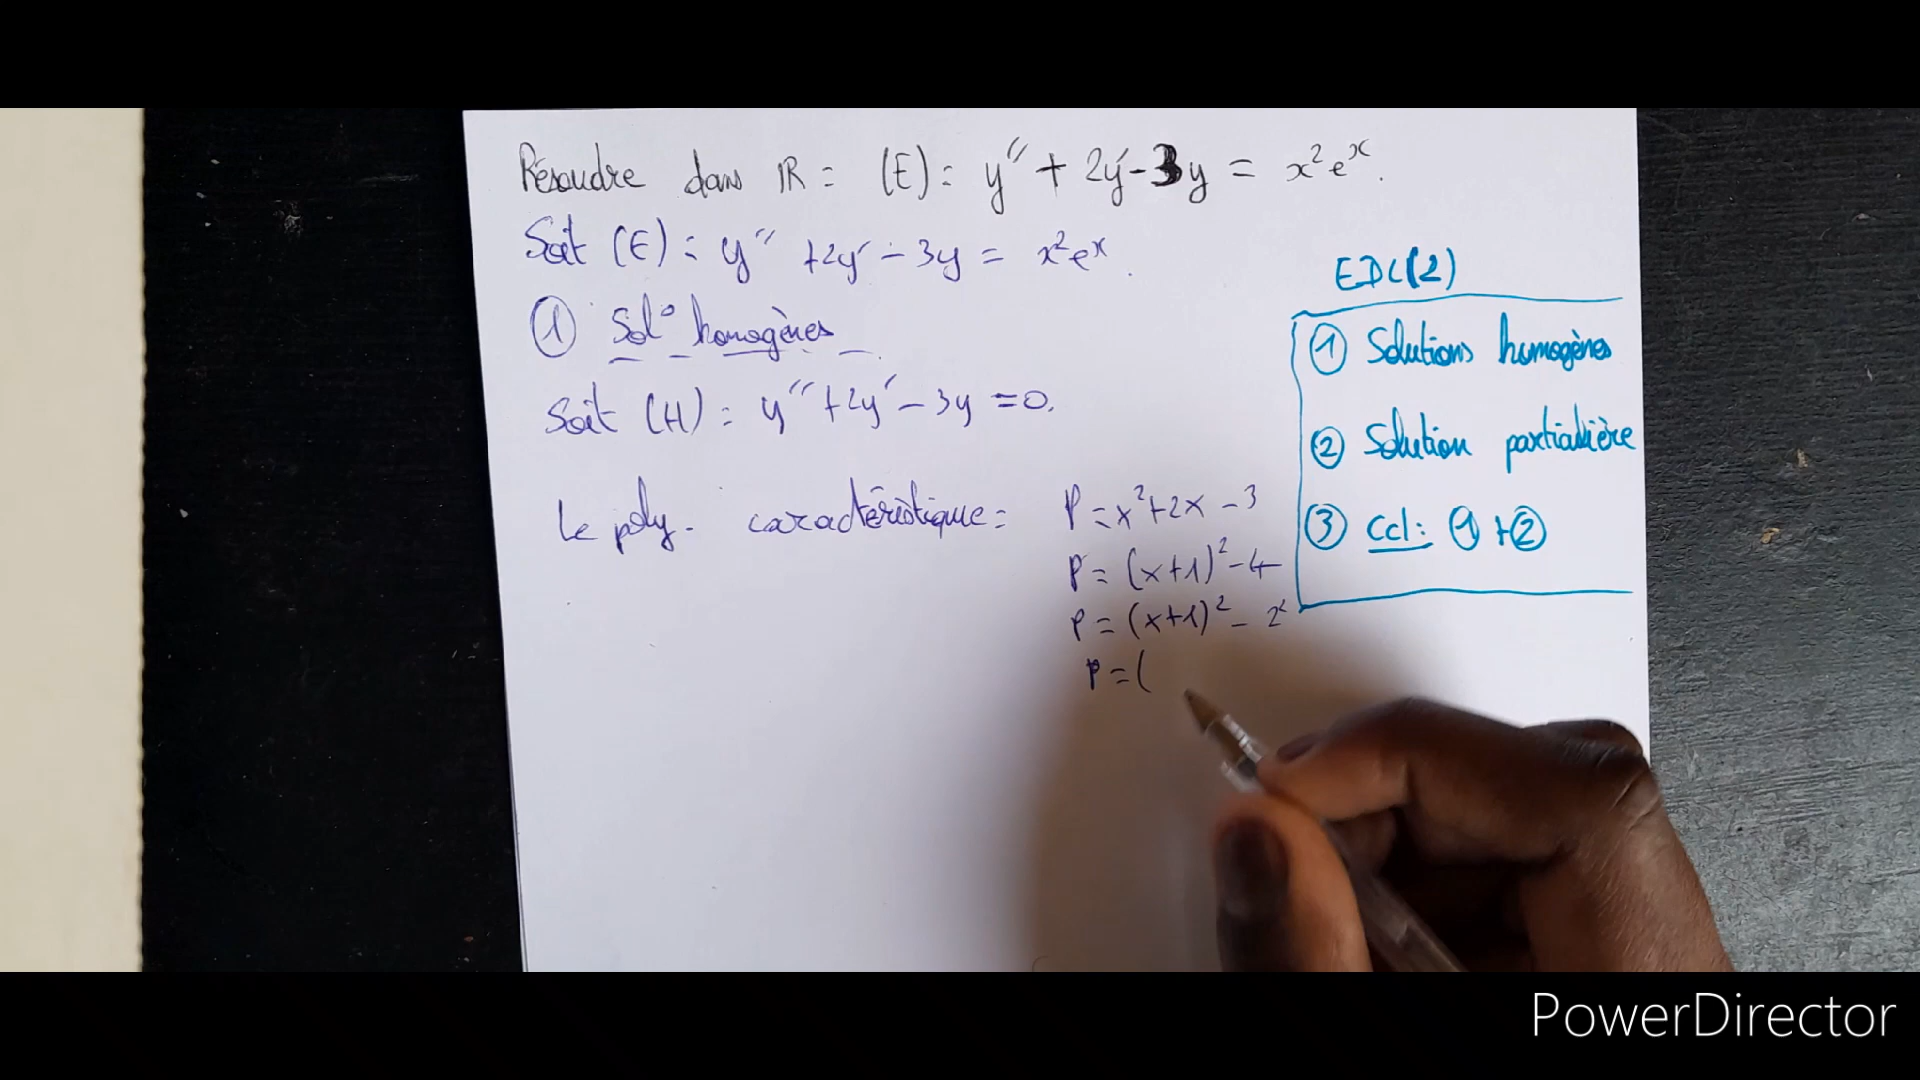 Résoudre dans IR : (E) : y'' + 2y' - 3y = x²eˣ.
Soit (E) : y'' + 2y' - 3y = x²eˣ.
① Sol° homogènes
Soit (H) : y'' + 2y' - 3y = 0.
Le poly. caractéristique : P = x² + 2x - 3
P = (x+1)² - 4
P = (x+1)² - 2²
P = (
EDL(2)
① Solutions homogènes
② Solution particulière
③ Ccl : ① + ②
PowerDirector